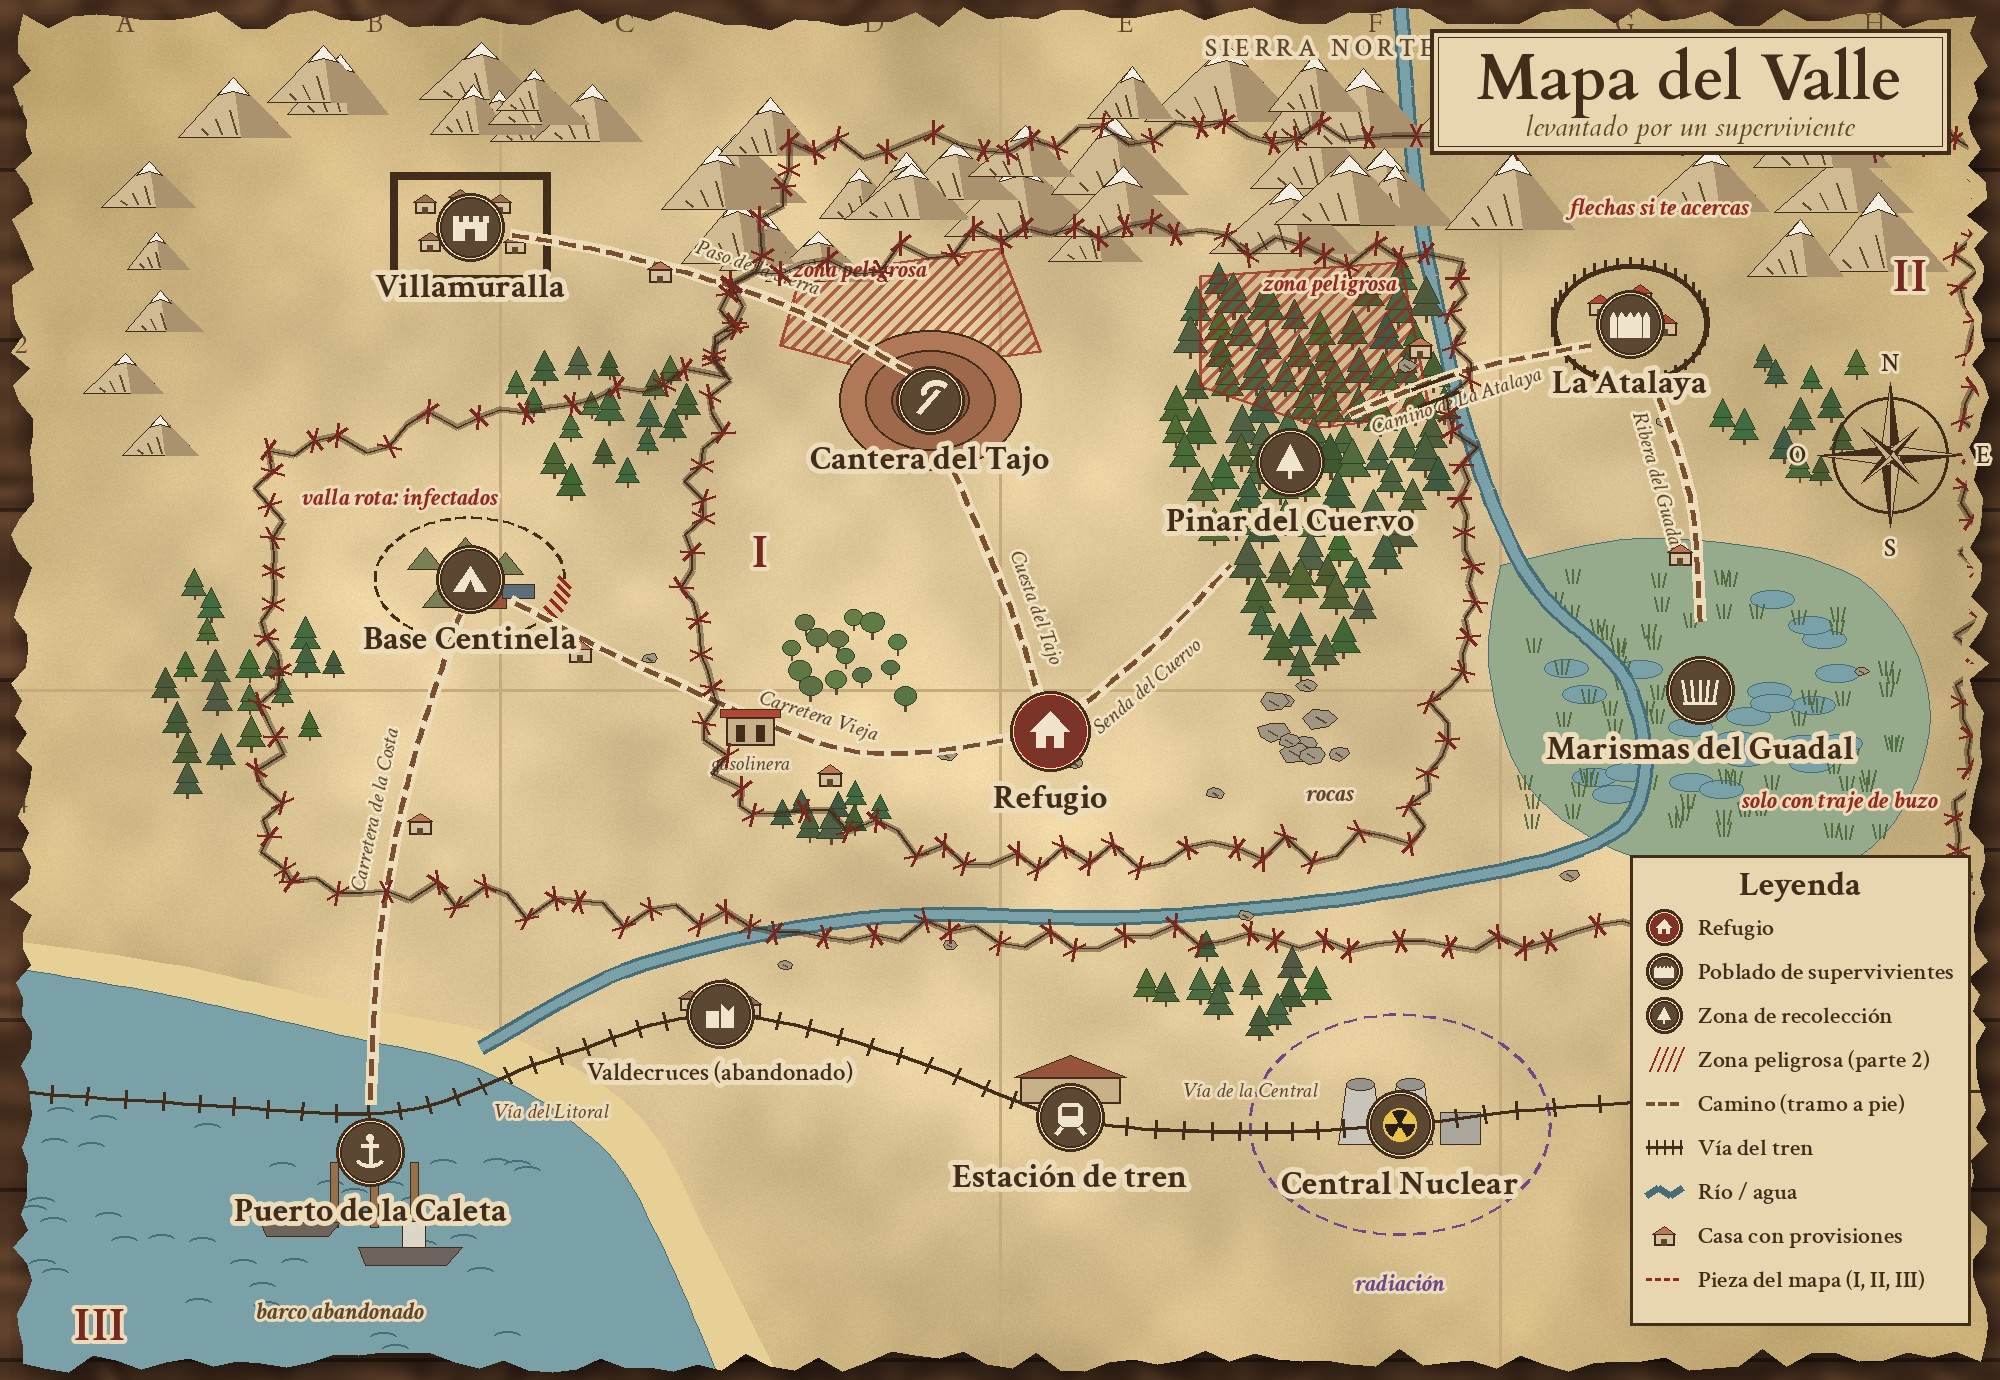 A B C D E F G H
SIERRA NORTE
Mapa del Valle
levantado por un superviviente
flechas si te acercas
II
Villamuralla
Paso de la Sierra
zona peligrosa
zona peligrosa
La Atalaya
Camino de La Atalaya
Ribera del Guadal
N
O
E
S
2
Cantera del Tajo
valla rota: infectados
Pinar del Cuervo
I
Base Centinela
Cuesta del Tajo
Senda del Cuervo
Carretera Vieja
gasolinera
Refugio
rocas
Marismas del Guadal
solo con traje de buzo
Carretera de la Costa
4
Valdecruces (abandonado)
Vía del Litoral
Vía de la Central
Estación de tren
Central Nuclear
radiación
Puerto de la Caleta
barco abandonado
III
Leyenda
Refugio
Poblado de supervivientes
Zona de recolección
Zona peligrosa (parte 2)
Camino (tramo a pie)
Vía del tren
Río / agua
Casa con provisiones
Pieza del mapa (I, II, III)